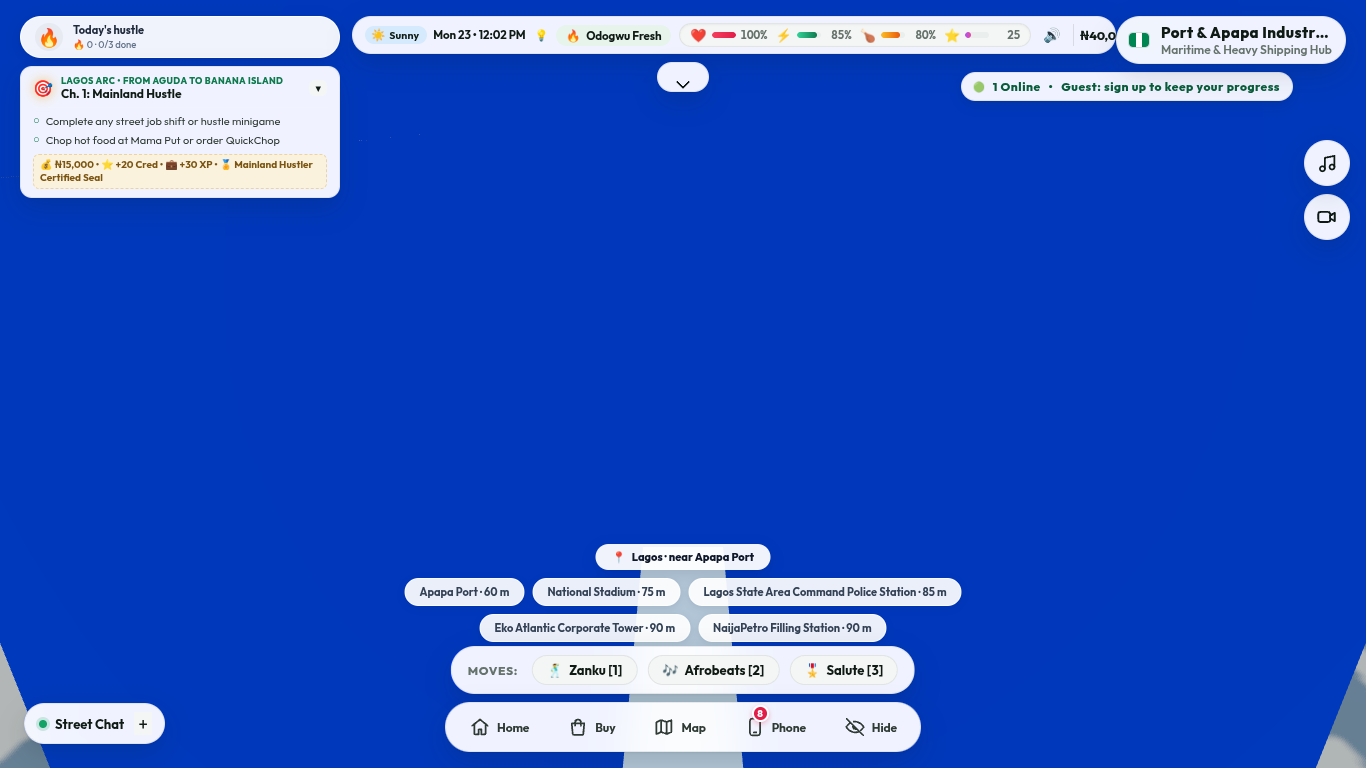 Today's hustle
🔥 0 · 0/3 done
LAGOS ARC • FROM AGUDA TO BANANA ISLAND
Ch. 1: Mainland Hustle
Complete any street job shift or hustle minigame
Chop hot food at Mama Put or order QuickChop
💰 ₦15,000 • ⭐ +20 Cred • 💼 +30 XP • 🏅 Mainland Hustler
Certified Seal
Sunny
Mon 23 • 12:02 PM
Odogwu Fresh
100%
85%
80%
25
₦40,0
Port & Apapa Industr...
Maritime & Heavy Shipping Hub
1 Online • Guest: sign up to keep your progress
Lagos · near Apapa Port
Apapa Port · 60 m
National Stadium · 75 m
Lagos State Area Command Police Station · 85 m
Eko Atlantic Corporate Tower · 90 m
NaijaPetro Filling Station · 90 m
MOVES:
Zanku [1]
Afrobeats [2]
Salute [3]
Street Chat +
Home
Buy
Map
8
Phone
Hide